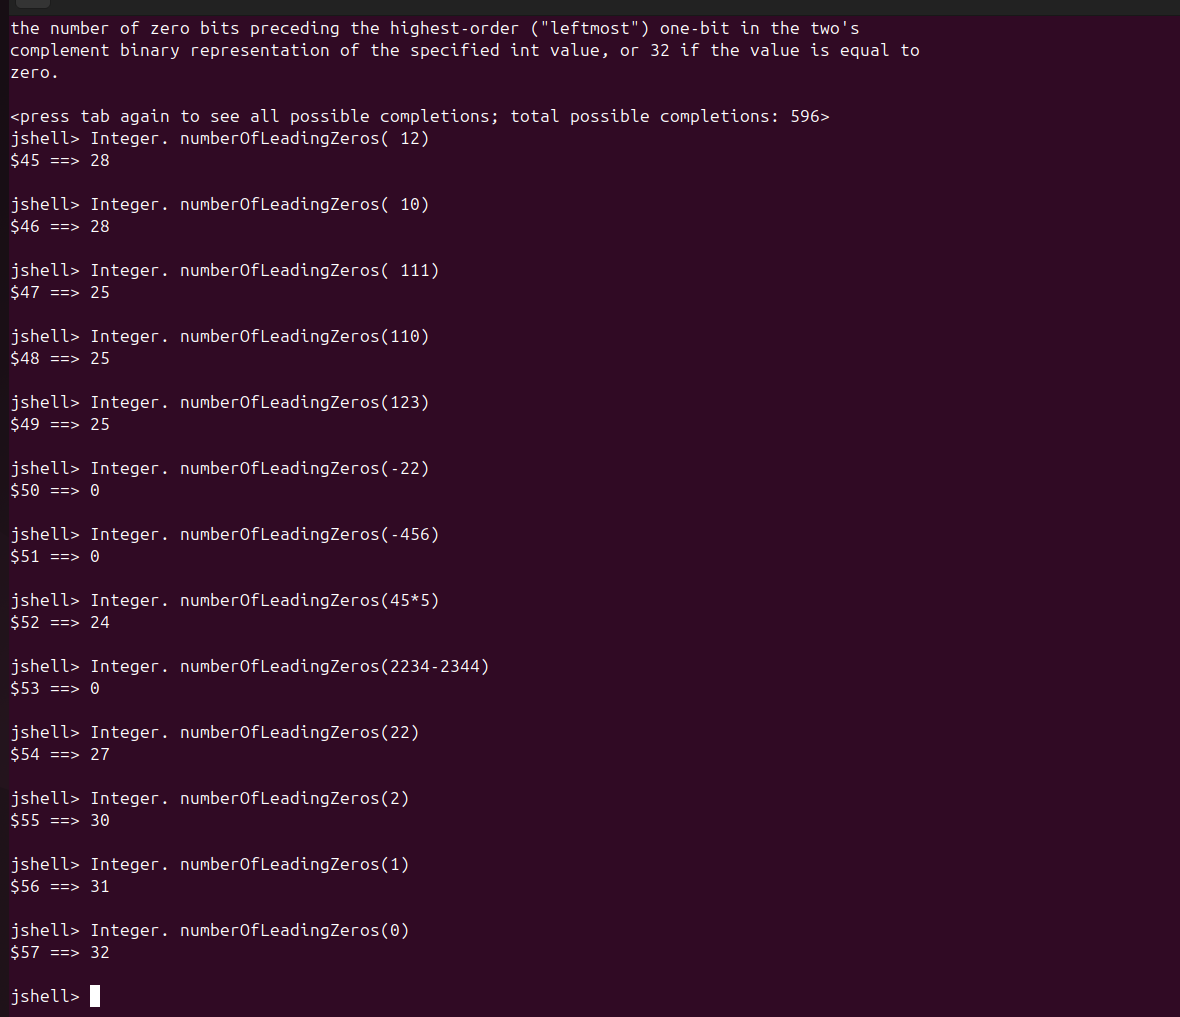 the number of zero bits preceding the highest-order ("leftmost") one-bit in the two's
complement binary representation of the specified int value, or 32 if the value is equal to
zero.
<press tab again to see all possible completions; total possible completions: 596>
jshell> Integer. numberOfLeadingZeros( 12)
$45 ==> 28
jshell> Integer. numberOfLeadingZeros( 10)
$46 ==> 28
jshell> Integer. numberOfLeadingZeros( 111)
$47 ==> 25
jshell> Integer. numberOfLeadingZeros(110)
$48 ==> 25
jshell> Integer. numberOfLeadingZeros(123)
$49 ==> 25
jshell> Integer. numberOfLeadingZeros(-22)
$50 ==> 0
jshell> Integer. numberOfLeadingZeros(-456)
$51 ==> 0
jshell> Integer. numberOfLeadingZeros(45*5)
$52 ==> 24
jshell> Integer. numberOfLeadingZeros(2234-2344)
$53 ==> 0
jshell> Integer. numberOfLeadingZeros(22)
$54 ==> 27
jshell> Integer. numberOfLeadingZeros(2)
$55 ==> 30
jshell> Integer. numberOfLeadingZeros(1)
$56 ==> 31
jshell> Integer. numberOfLeadingZeros(0)
$57 ==> 32
jshell>